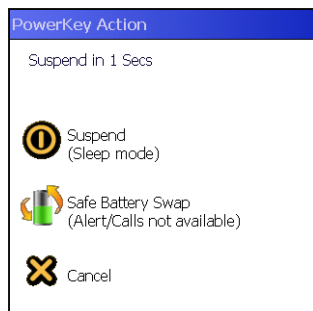 PowerKey Action
Suspend in 1 Secs
Suspend
(Sleep mode)
Safe Battery Swap
(Alert/Calls not available)
Cancel